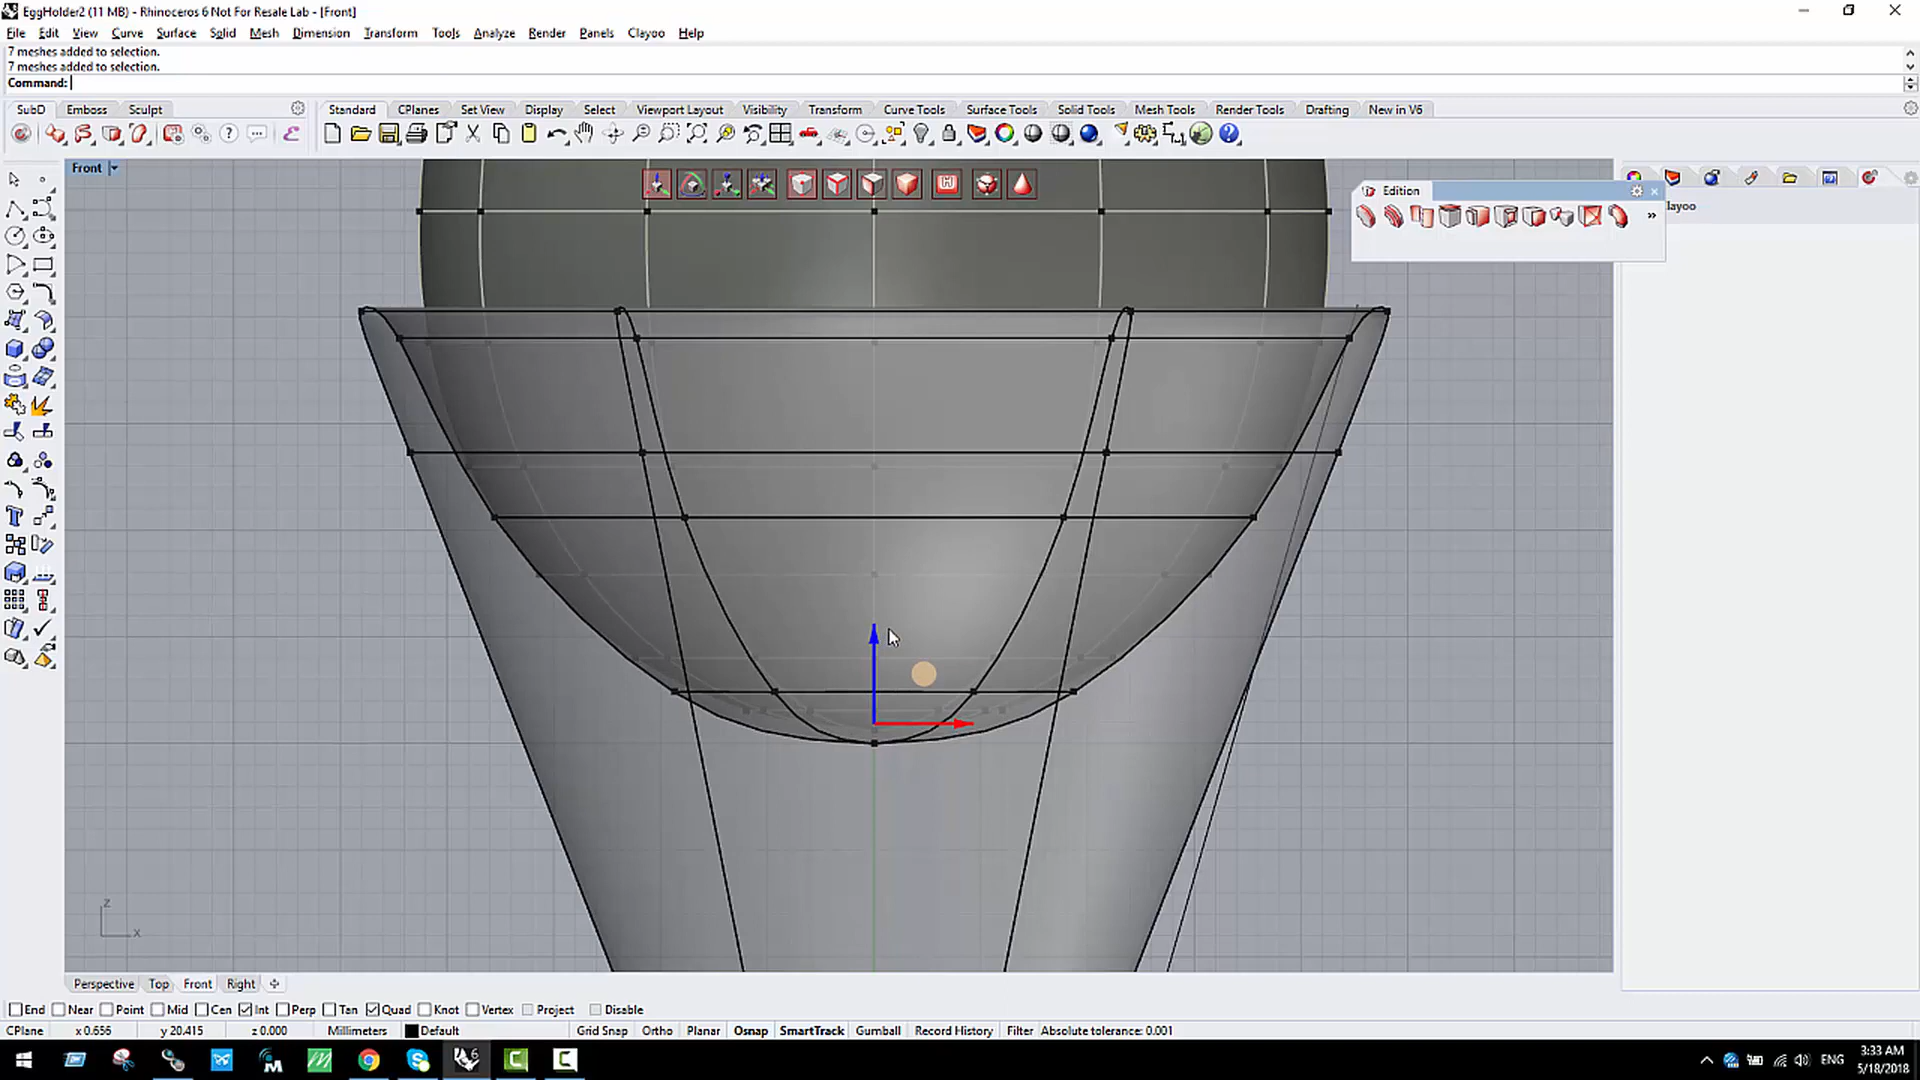 EggHolder2 (11 MB) - Rhinoceros 6 Not For Resale Lab - [Front]
File Edit View Curve Surface Solid Mesh Dimension Transform Tools Analyze Render Panels Clayoo Help
7 meshes added to selection.
7 meshes added to selection.
Command:
SubD Emboss Sculpt Standard CPlanes Set View Display Select Viewport Layout Visibility Transform Curve Tools Surface Tools Solid Tools Mesh Tools Render Tools Drafting New in V6
Front
Edition
layoo
z
x
Perspective Top Front Right
End Near Point Mid Cen Int Perp Tan Quad Knot Vertex Project Disable
CPlane x 0.656 y 20.415 z 0.000 Millimeters Default Grid Snap Ortho Planar Osnap SmartTrack Gumball Record History Filter Absolute tolerance: 0.001
ENG
3:33 AM
5/18/2018